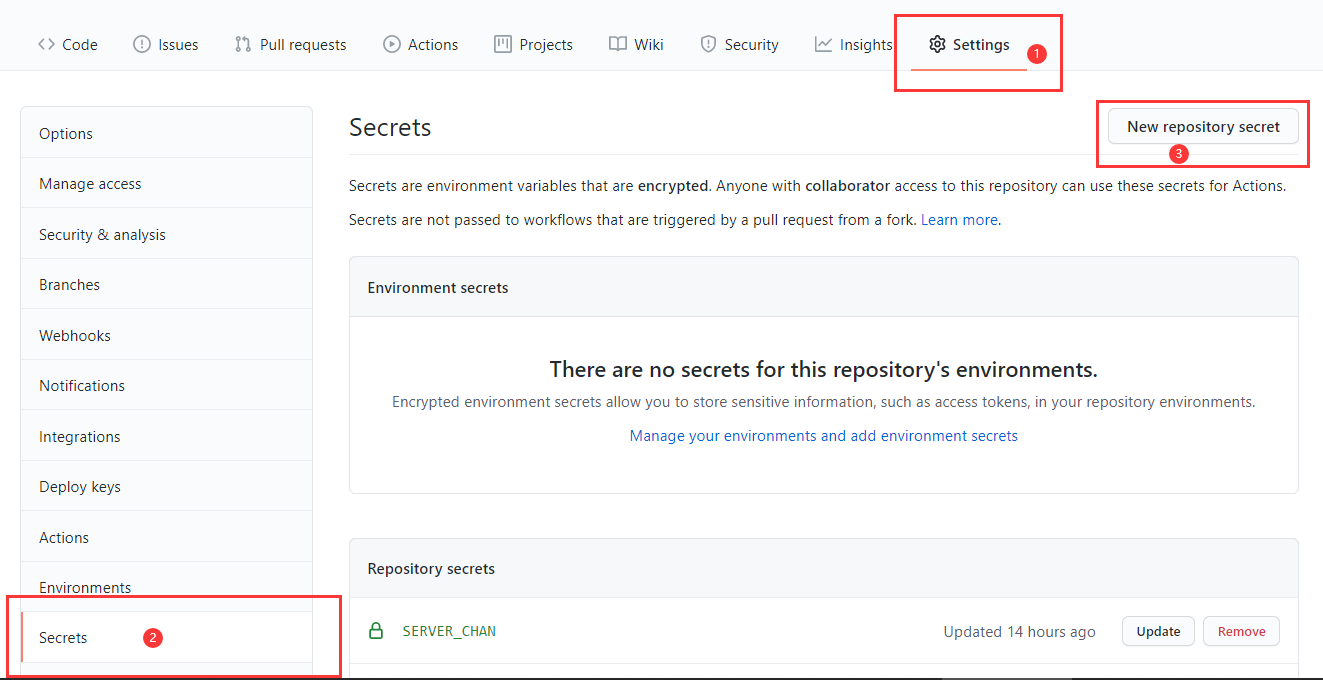 Code Issues Pull requests Actions Projects Wiki Security Insights Settings 1
Options
Manage access
Security & analysis
Branches
Webhooks
Notifications
Integrations
Deploy keys
Actions
Environments
Secrets 2
Secrets New repository secret
3
Secrets are environment variables that are encrypted. Anyone with collaborator access to this repository can use these secrets for Actions.
Secrets are not passed to workflows that are triggered by a pull request from a fork. Learn more.
Environment secrets
There are no secrets for this repository's environments.
Encrypted environment secrets allow you to store sensitive information, such as access tokens, in your repository environments.
Manage your environments and add environment secrets
Repository secrets
SERVER_CHAN Updated 14 hours ago Update Remove